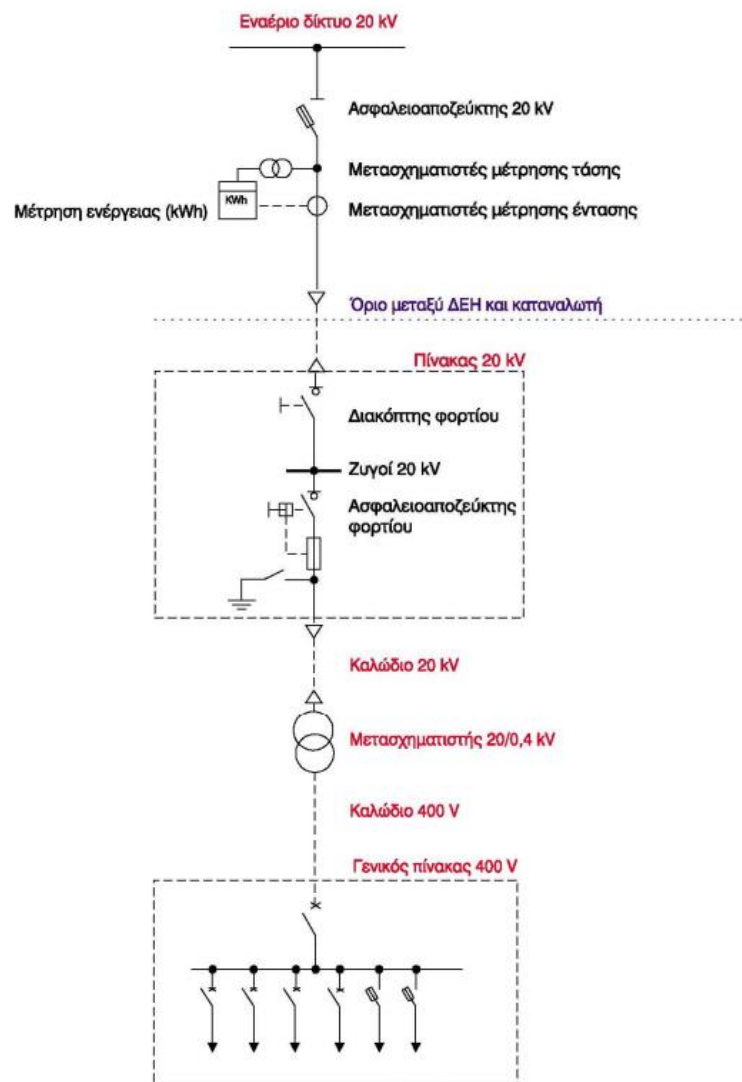 Εναέριο δίκτυο 20 kV
Ασφαλειοαποζεύκτης 20 kV
Μετασχηματιστές μέτρησης τάσης
kWh
Μέτρηση ενέργειας (kWh)
Μετασχηματιστές μέτρησης έντασης
Όριο μεταξύ ΔΕΗ και καταναλωτή
Πίνακας 20 kV
Διακόπτης φορτίου
Ζυγοί 20 kV
Ασφαλειοαποζεύκτης
φορτίου
Καλώδιο 20 kV
Μετασχηματιστής 20/0,4 kV
Καλώδιο 400 V
Γενικός πίνακας 400 V